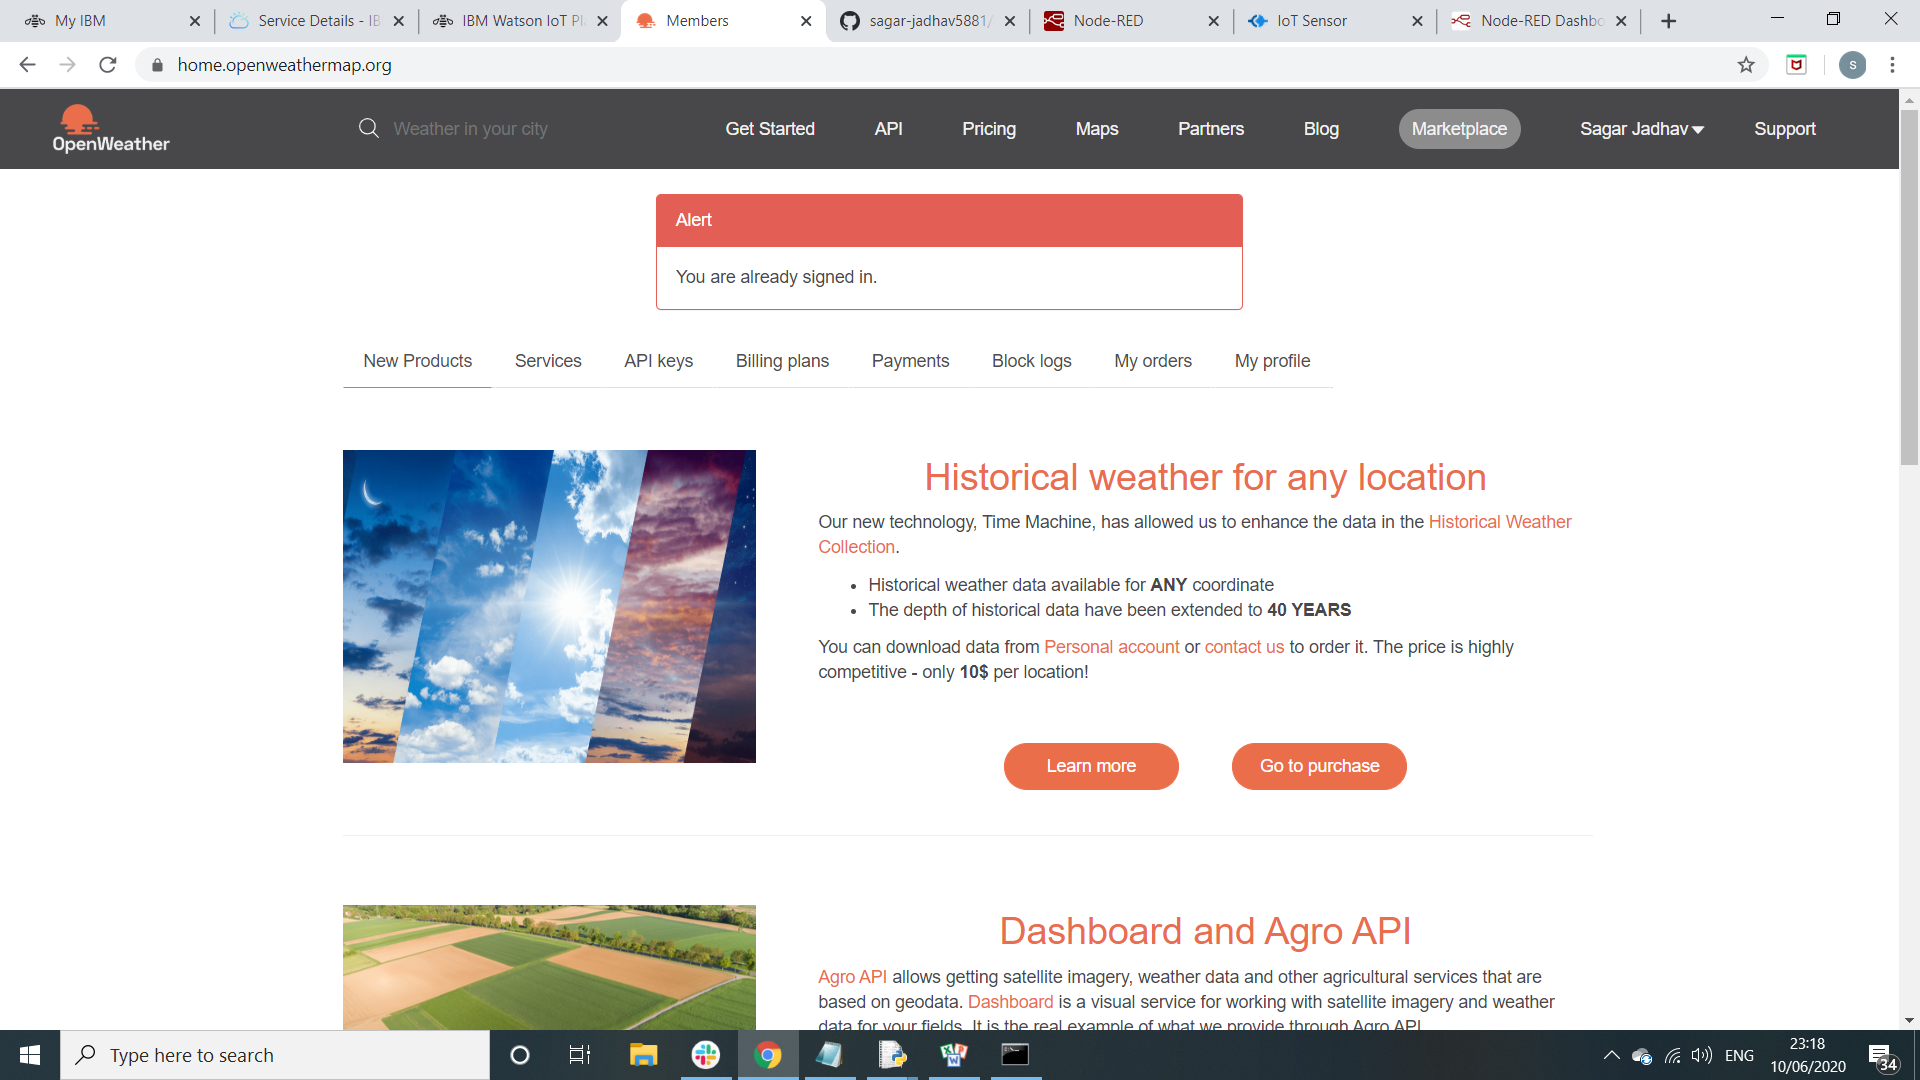 My IBM
Service Details - IB
IBM Watson IoT Pl
Members
sagar-jadhav5881/
Node-RED
IoT Sensor
Node-RED Dashbo
home.openweathermap.org
s
OpenWeather
Weather in your city
Get Started
API
Pricing
Maps
Partners
Blog
Marketplace
Sagar Jadhav
Support
Alert
You are already signed in.
New Products
Services
API keys
Billing plans
Payments
Block logs
My orders
My profile
Historical weather for any location
Our new technology, Time Machine, has allowed us to enhance the data in the Historical Weather
Collection.
• Historical weather data available for ANY coordinate
• The depth of historical data have been extended to 40 YEARS
You can download data from Personal account or contact us to order it. The price is highly
competitive - only 10$ per location!
Learn more
Go to purchase
Dashboard and Agro API
Agro API allows getting satellite imagery, weather data and other agricultural services that are
based on geodata. Dashboard is a visual service for working with satellite imagery and weather
data for your fields. It is the real example of what we provide through Agro API
Type here to search
ENG
23:18
10/06/2020
34